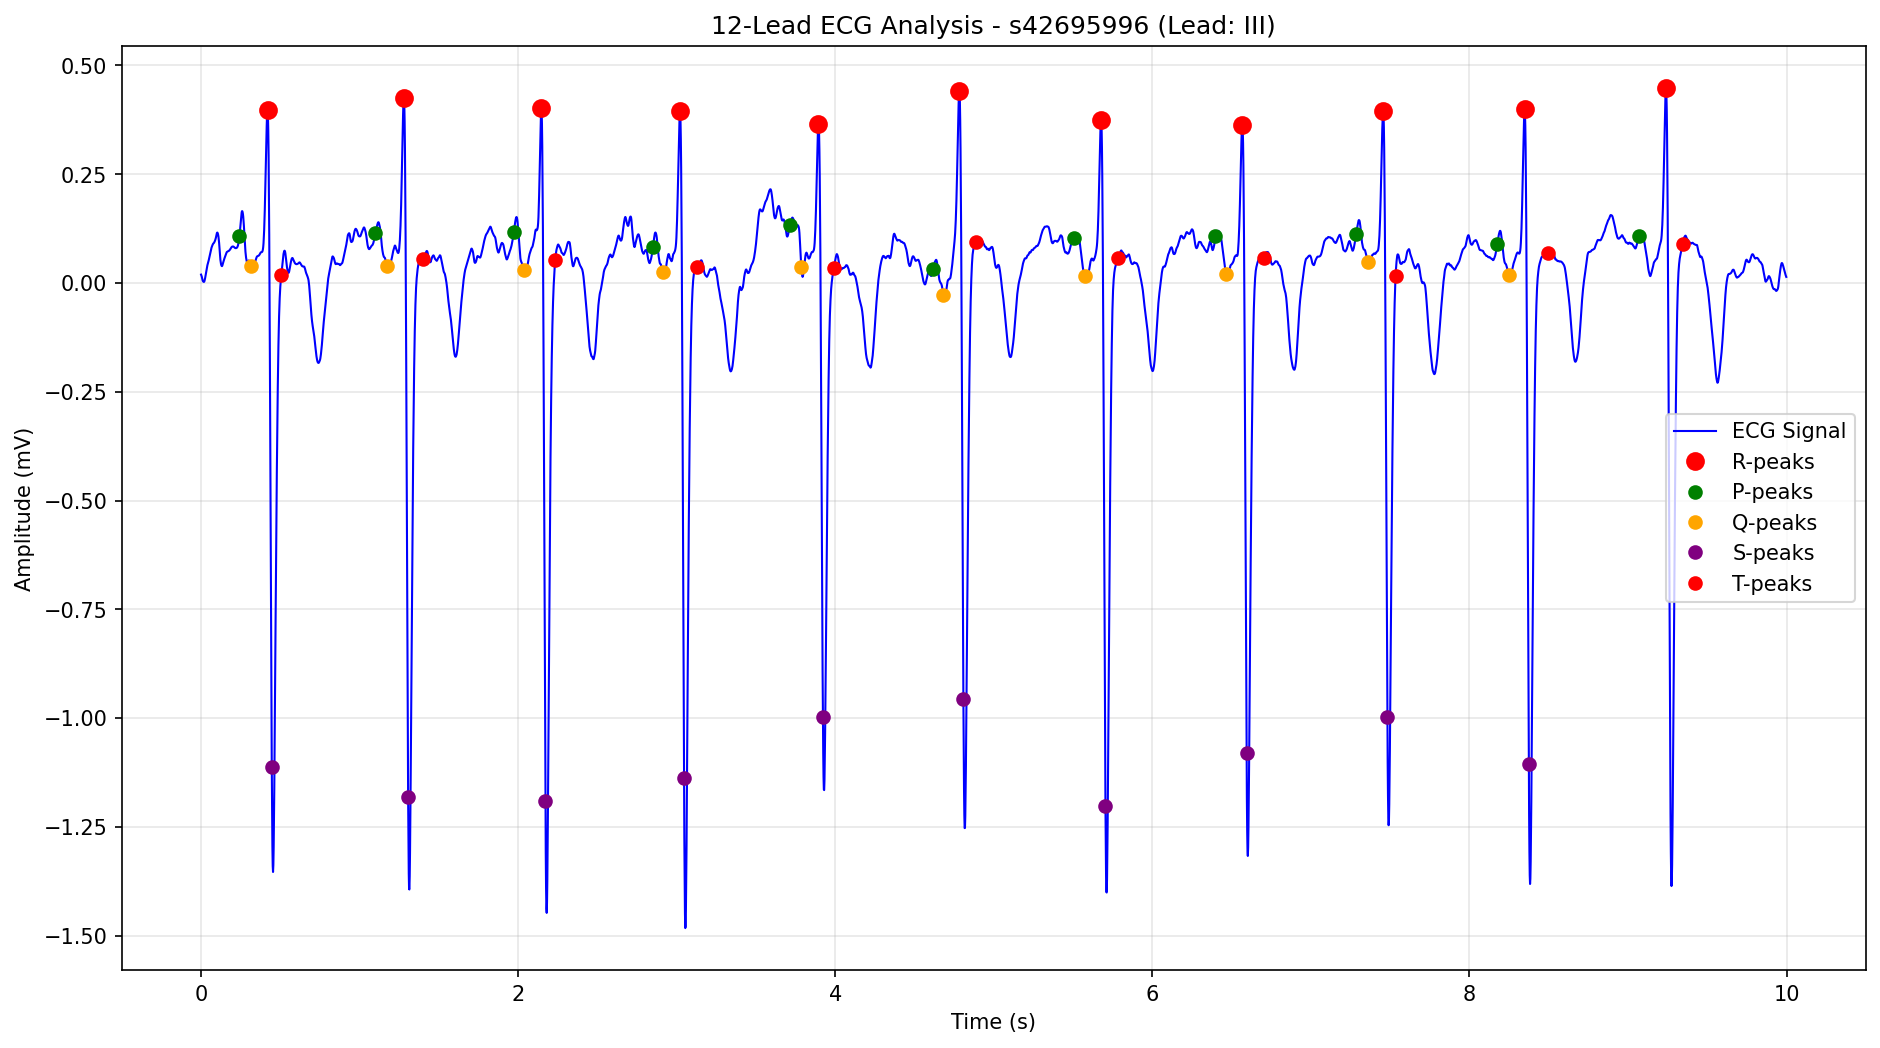 12-Lead ECG Analysis - s42695996 (Lead: III)
Amplitude (mV)
0.50
0.25
0.00
−0.25
−0.50
−0.75
−1.00
−1.25
−1.50
ECG Signal
R-peaks
P-peaks
Q-peaks
S-peaks
T-peaks
0 2 4 6 8 10
Time (s)